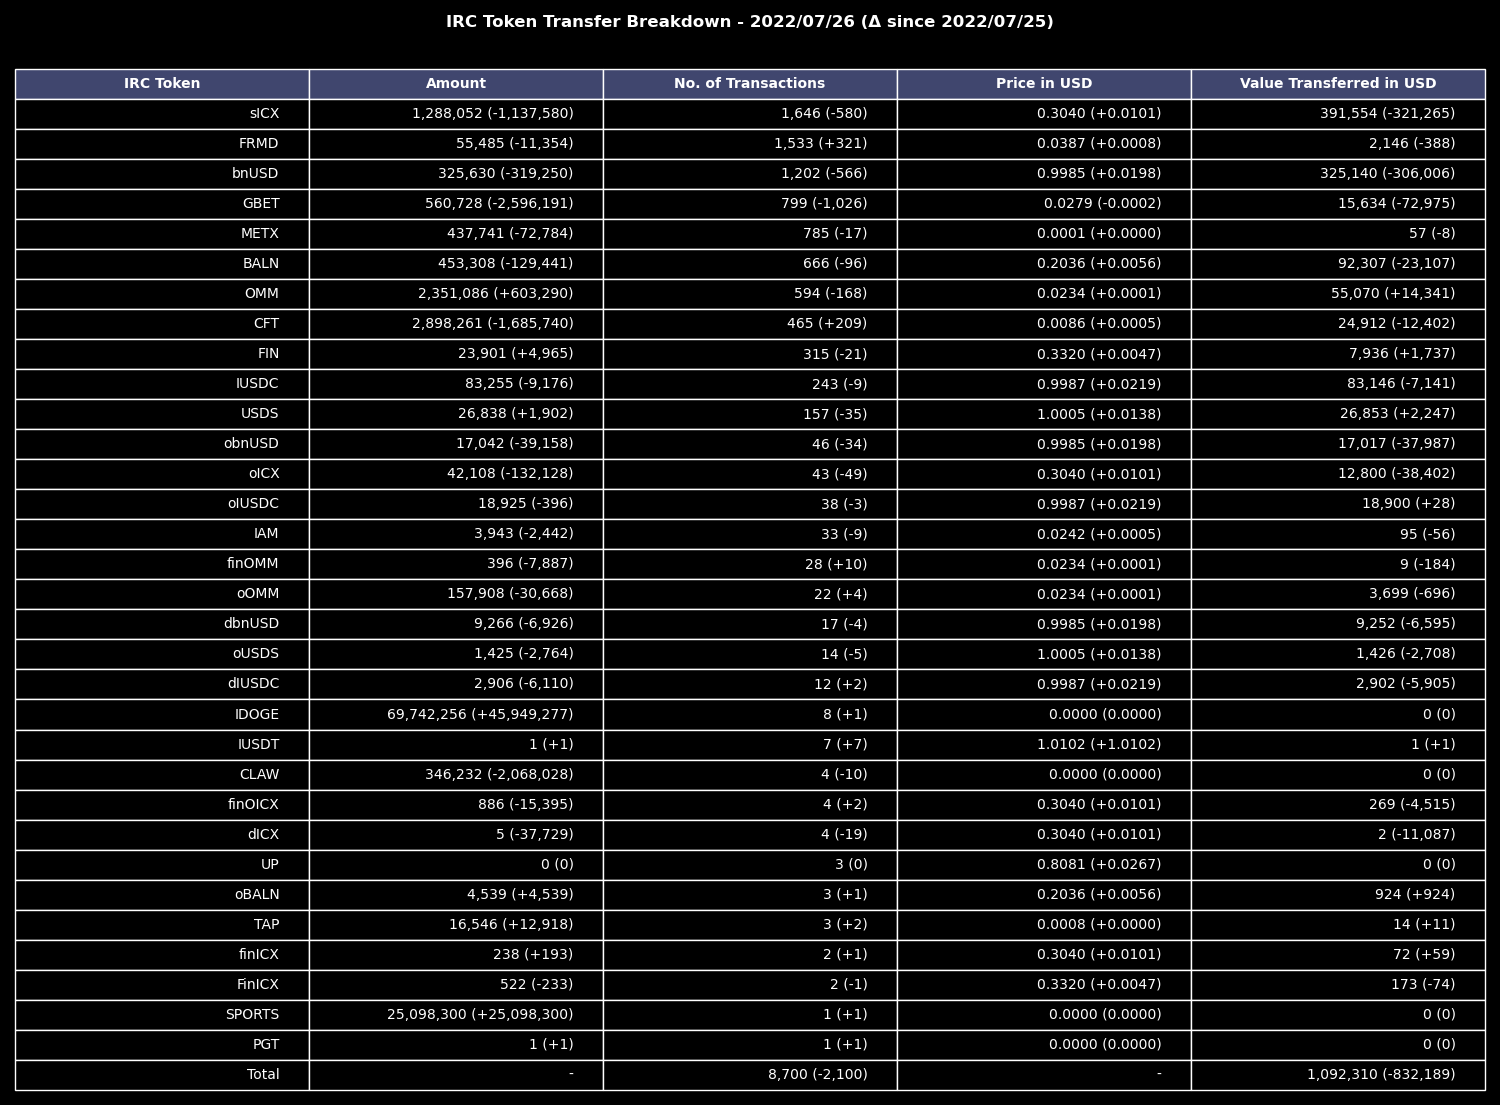 IRC Token Transfer Breakdown - 2022/07/26 (Δ since 2022/07/25)
IRC Token Amount No. of Transactions Price in USD Value Transferred in USD
sICX 1,288,052 (-1,137,580) 1,646 (-580) 0.3040 (+0.0101) 391,554 (-321,265)
FRMD 55,485 (-11,354) 1,533 (+321) 0.0387 (+0.0008) 2,146 (-388)
bnUSD 325,630 (-319,250) 1,202 (-566) 0.9985 (+0.0198) 325,140 (-306,006)
GBET 560,728 (-2,596,191) 799 (-1,026) 0.0279 (-0.0002) 15,634 (-72,975)
METX 437,741 (-72,784) 785 (-17) 0.0001 (+0.0000) 57 (-8)
BALN 453,308 (-129,441) 666 (-96) 0.2036 (+0.0056) 92,307 (-23,107)
OMM 2,351,086 (+603,290) 594 (-168) 0.0234 (+0.0001) 55,070 (+14,341)
CFT 2,898,261 (-1,685,740) 465 (+209) 0.0086 (+0.0005) 24,912 (-12,402)
FIN 23,901 (+4,965) 315 (-21) 0.3320 (+0.0047) 7,936 (+1,737)
IUSDC 83,255 (-9,176) 243 (-9) 0.9987 (+0.0219) 83,146 (-7,141)
USDS 26,838 (+1,902) 157 (-35) 1.0005 (+0.0138) 26,853 (+2,247)
obnUSD 17,042 (-39,158) 46 (-34) 0.9985 (+0.0198) 17,017 (-37,987)
oICX 42,108 (-132,128) 43 (-49) 0.3040 (+0.0101) 12,800 (-38,402)
oIUSDC 18,925 (-396) 38 (-3) 0.9987 (+0.0219) 18,900 (+28)
IAM 3,943 (-2,442) 33 (-9) 0.0242 (+0.0005) 95 (-56)
finOMM 396 (-7,887) 28 (+10) 0.0234 (+0.0001) 9 (-184)
oOMM 157,908 (-30,668) 22 (+4) 0.0234 (+0.0001) 3,699 (-696)
dbnUSD 9,266 (-6,926) 17 (-4) 0.9985 (+0.0198) 9,252 (-6,595)
oUSDS 1,425 (-2,764) 14 (-5) 1.0005 (+0.0138) 1,426 (-2,708)
dIUSDC 2,906 (-6,110) 12 (+2) 0.9987 (+0.0219) 2,902 (-5,905)
IDOGE 69,742,256 (+45,949,277) 8 (+1) 0.0000 (0.0000) 0 (0)
IUSDT 1 (+1) 7 (+7) 1.0102 (+1.0102) 1 (+1)
CLAW 346,232 (-2,068,028) 4 (-10) 0.0000 (0.0000) 0 (0)
finOICX 886 (-15,395) 4 (+2) 0.3040 (+0.0101) 269 (-4,515)
dICX 5 (-37,729) 4 (-19) 0.3040 (+0.0101) 2 (-11,087)
UP 0 (0) 3 (0) 0.8081 (+0.0267) 0 (0)
oBALN 4,539 (+4,539) 3 (+1) 0.2036 (+0.0056) 924 (+924)
TAP 16,546 (+12,918) 3 (+2) 0.0008 (+0.0000) 14 (+11)
finICX 238 (+193) 2 (+1) 0.3040 (+0.0101) 72 (+59)
FinICX 522 (-233) 2 (-1) 0.3320 (+0.0047) 173 (-74)
SPORTS 25,098,300 (+25,098,300) 1 (+1) 0.0000 (0.0000) 0 (0)
PGT 1 (+1) 1 (+1) 0.0000 (0.0000) 0 (0)
Total - 8,700 (-2,100) - 1,092,310 (-832,189)